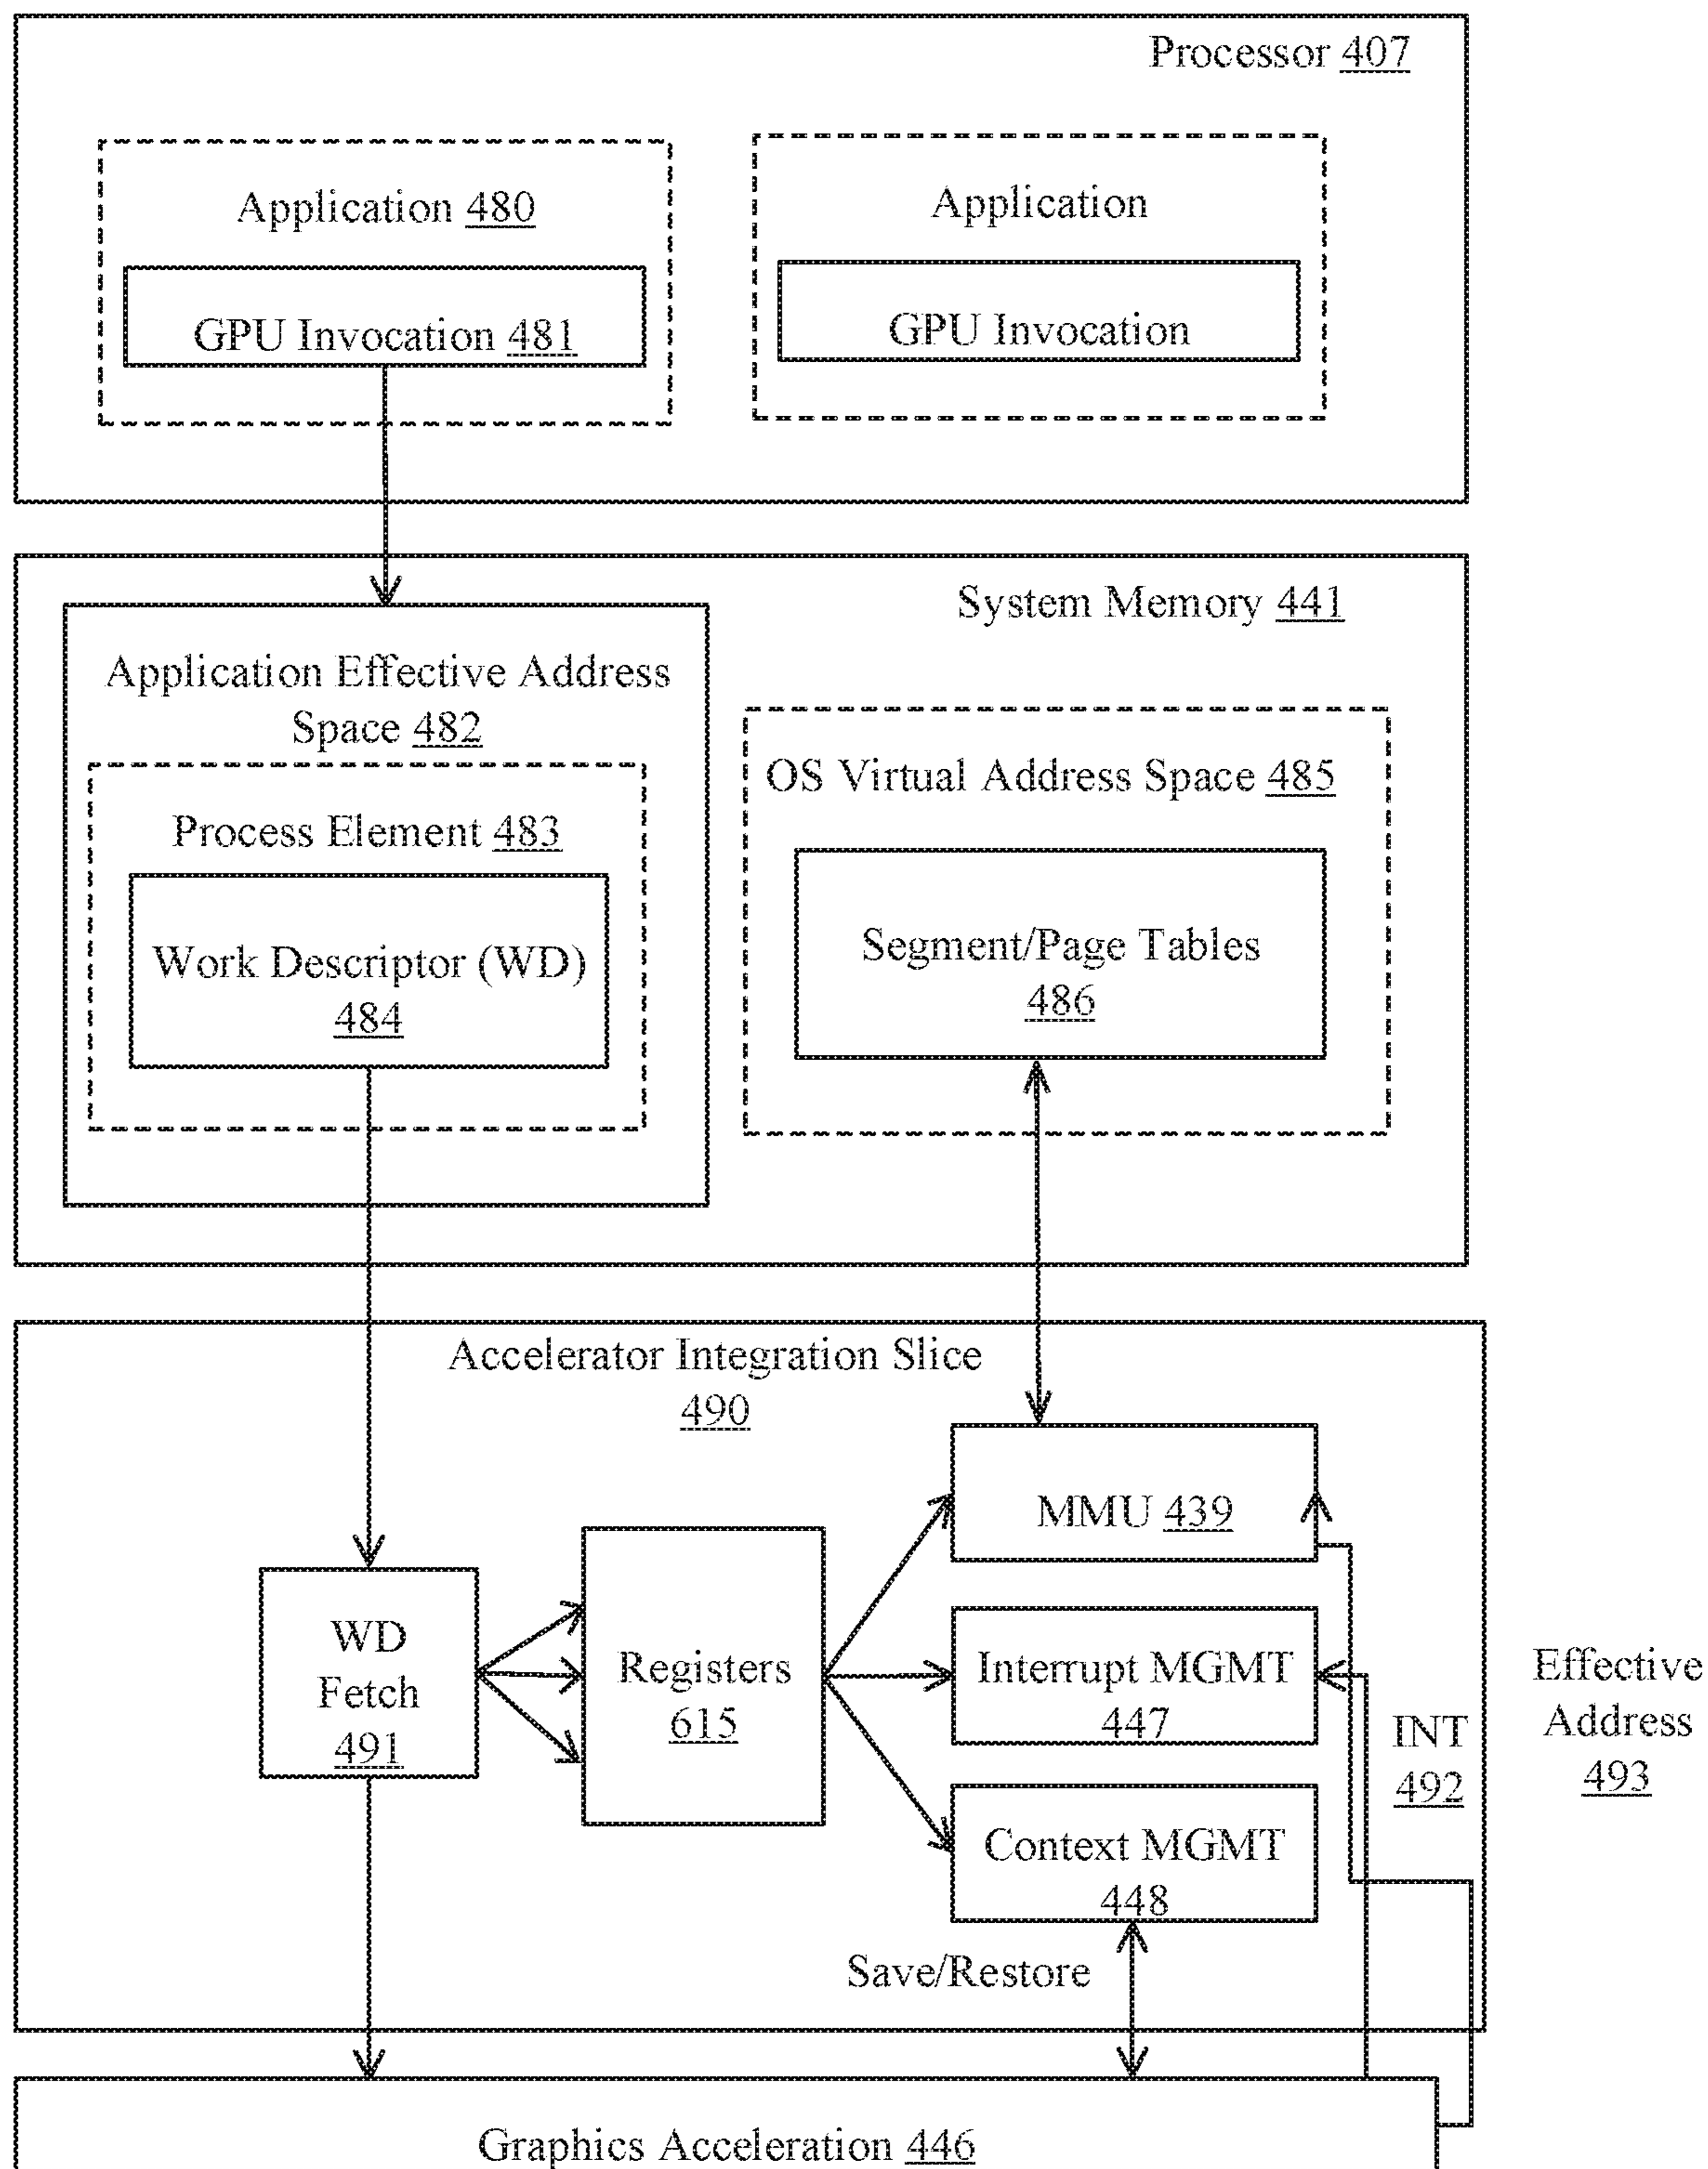 Processor 407
Application 480
GPU Invocation 481
Application
GPU Invocation
System Memory 441
Application Effective Address
Space 482
Process Element 483
Work Descriptor (WD)
484
OS Virtual Address Space 485
Segment/Page Tables
486
Accelerator Integration Slice
490
WD
Fetch
491
Registers
615
MMU 439
Interrupt MGMT
447
Context MGMT
448
Save/Restore
INT
492
Effective
Address
493
Graphics Acceleration 446